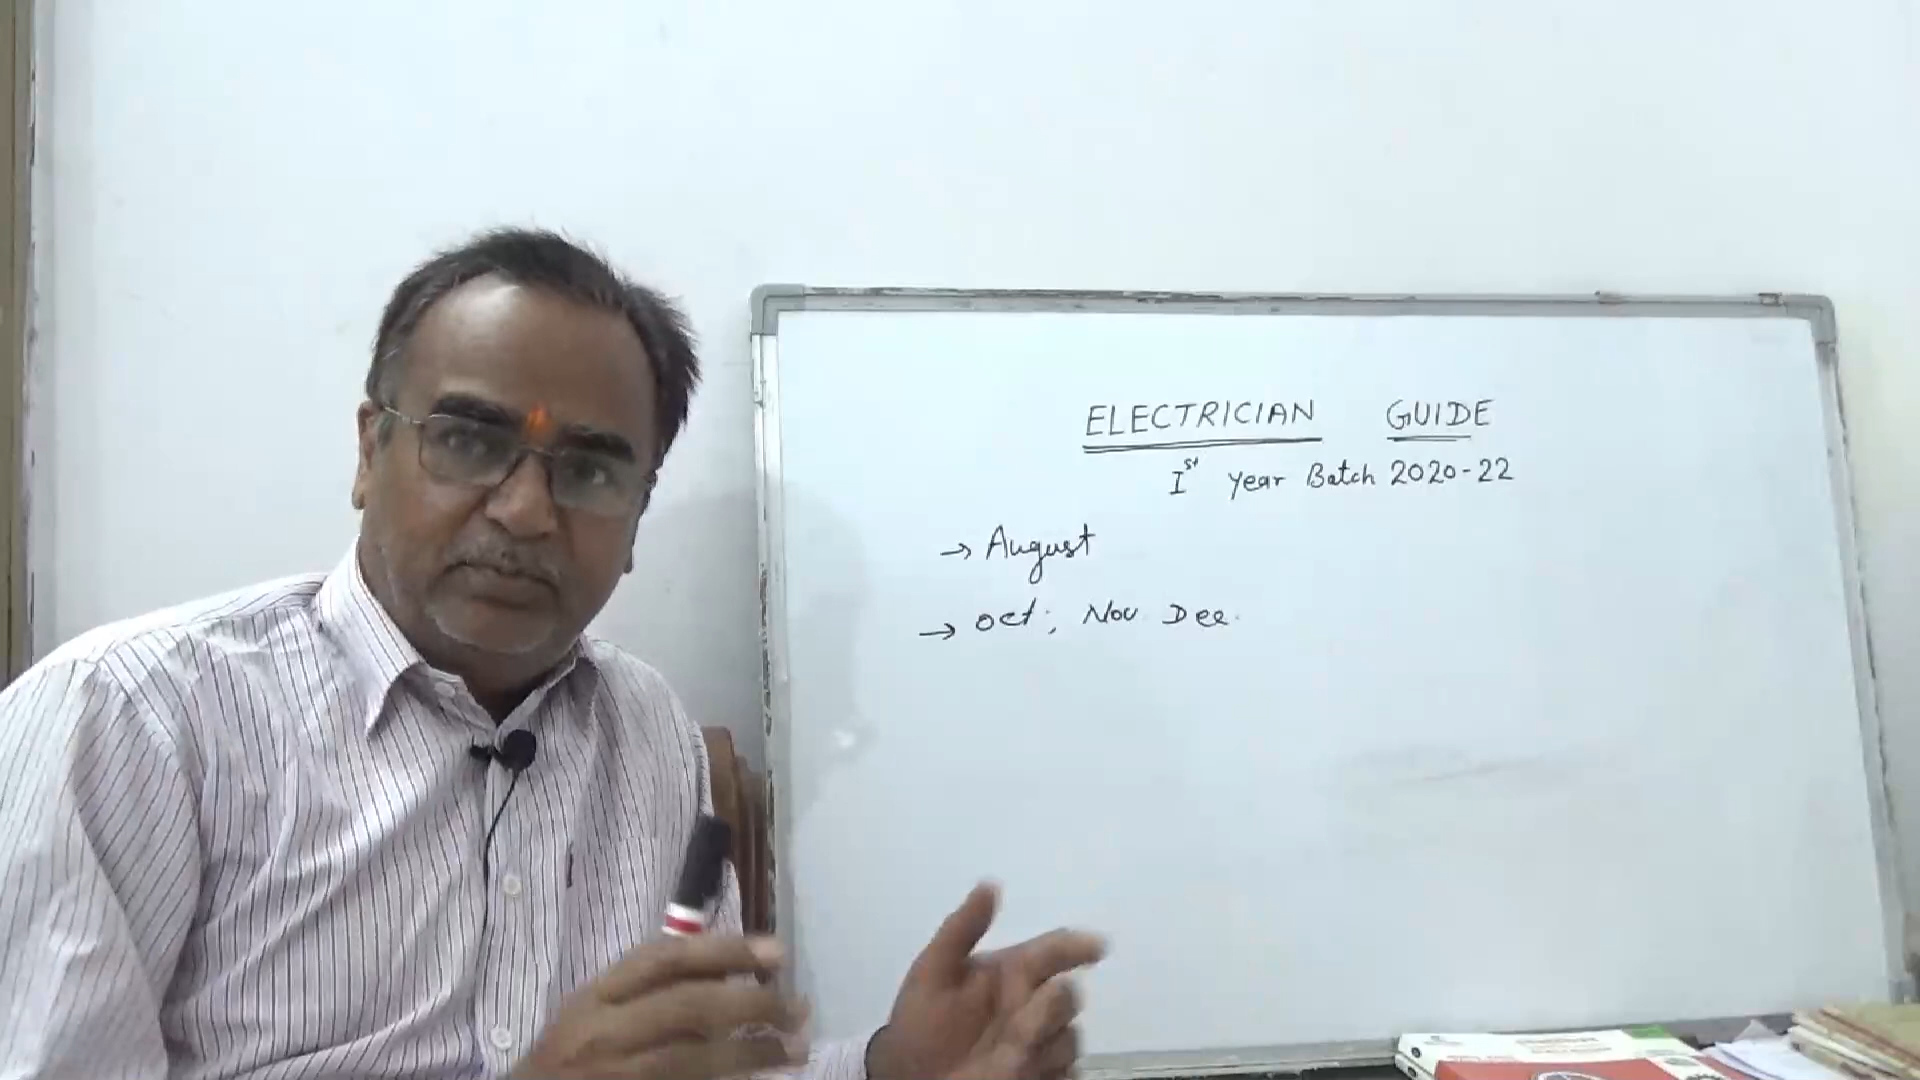 ELECTRICIAN GUIDE
Ist Year Batch 2020-22
→ August
→ Oct; Nov. Dec.